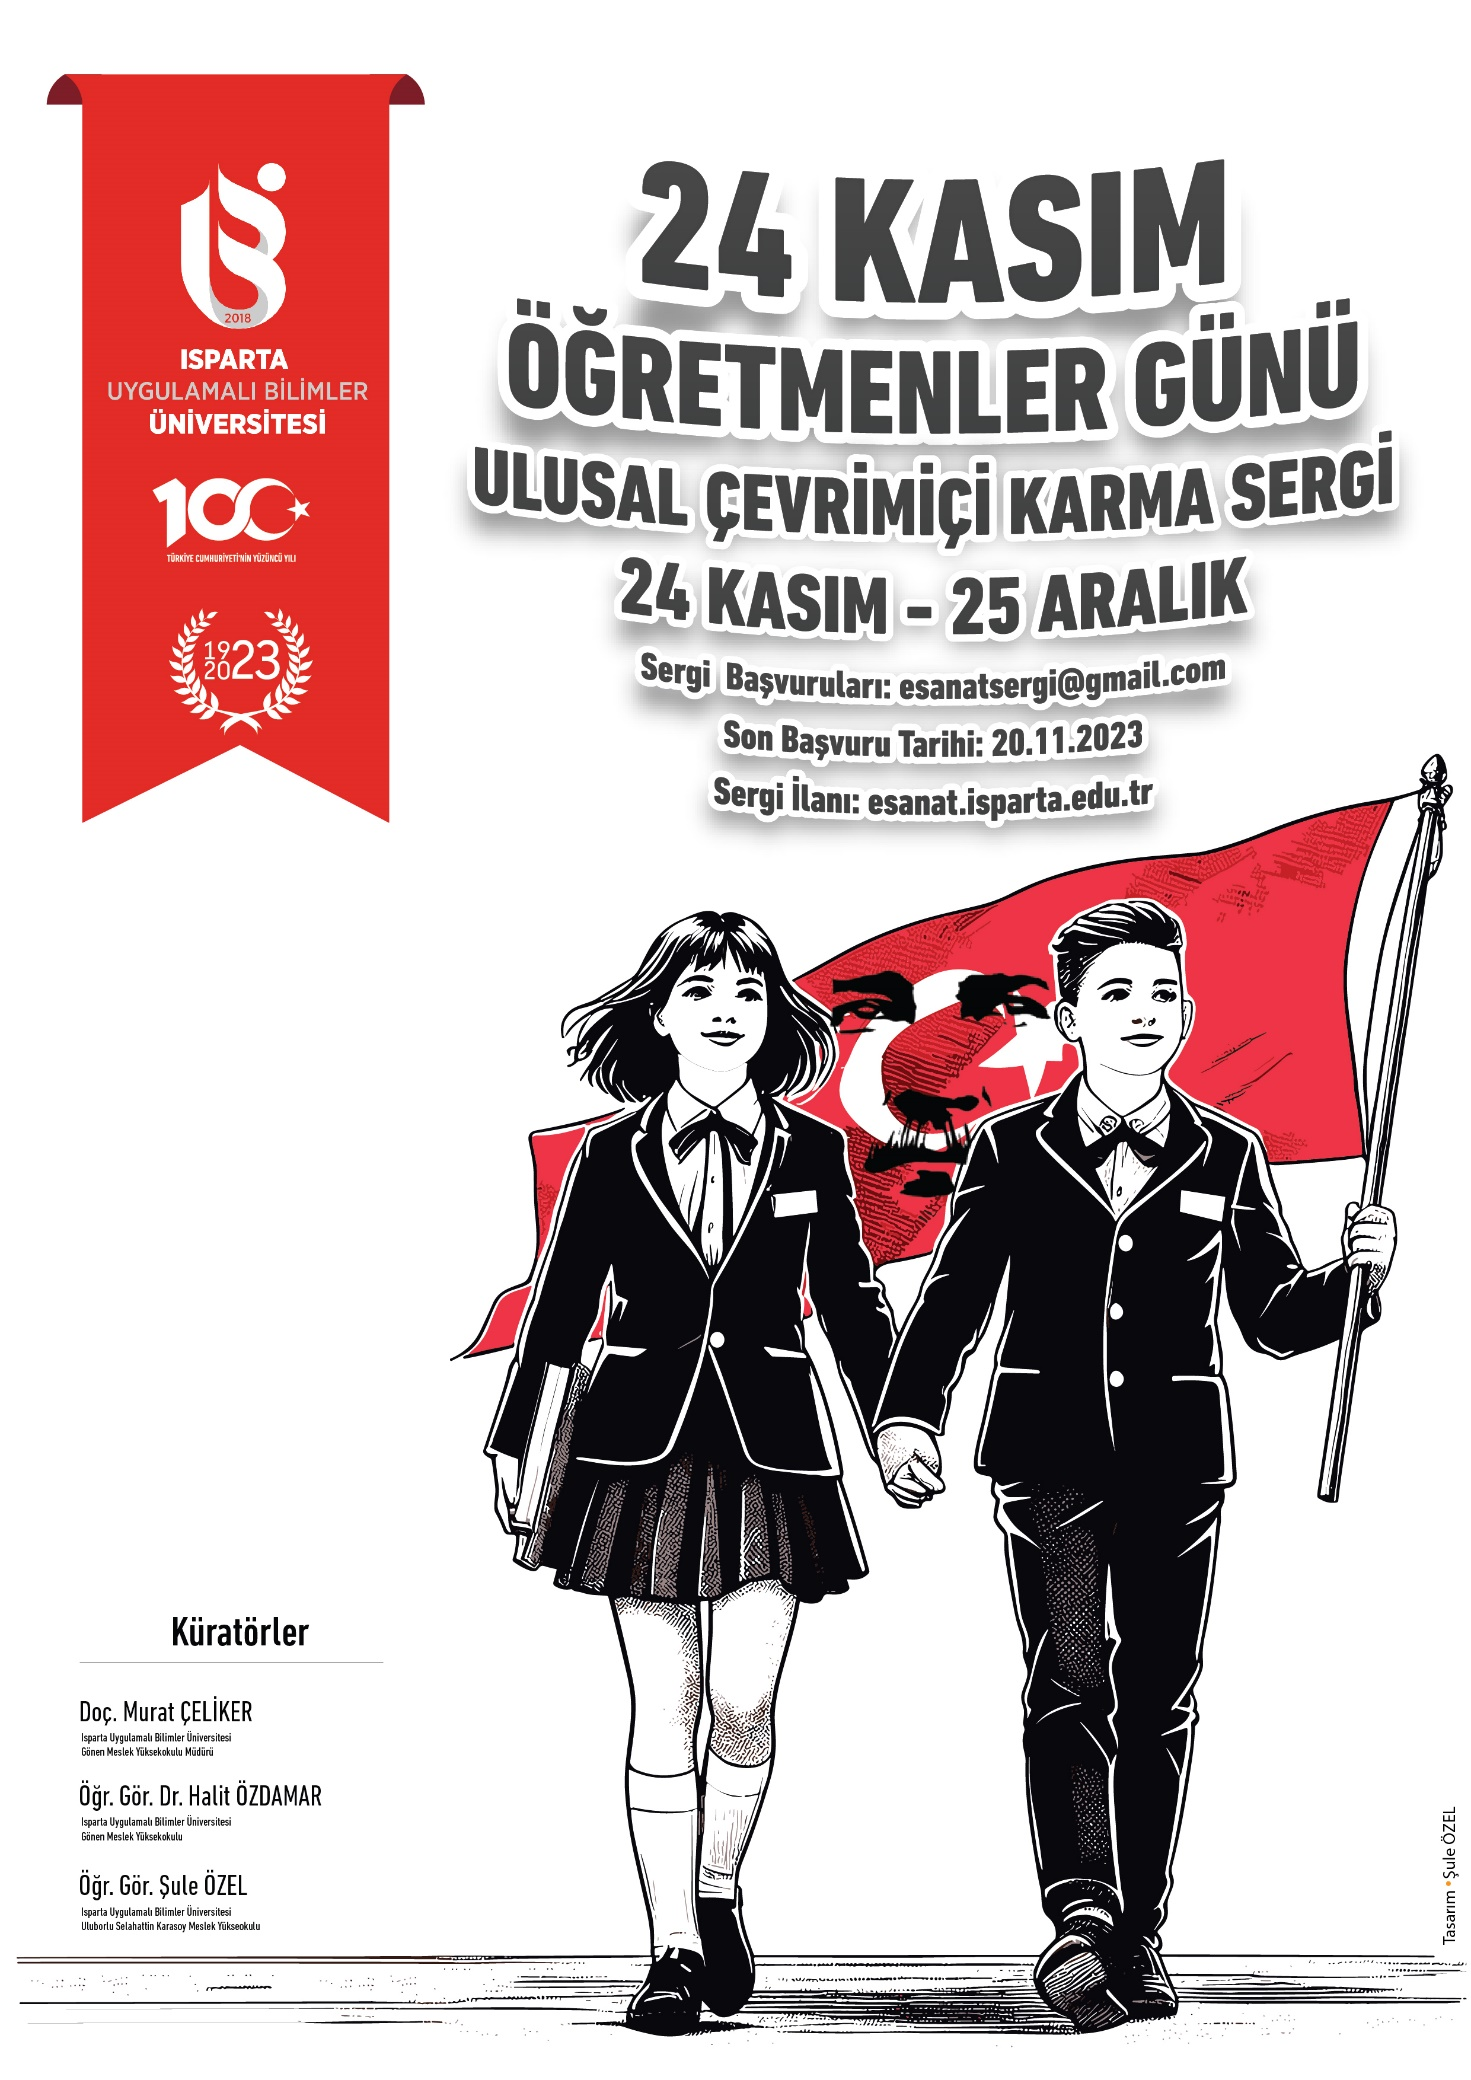 2018
ISPARTA
UYGULAMALI BİLİMLER
ÜNİVERSİTESİ
100
TÜRKİYE CUMHURİYETİ'NİN YÜZÜNCÜ YILI
19
20
23
24 KASIM
ÖĞRETMENLER GÜNÜ
ULUSAL ÇEVRİMİÇİ KARMA SERGİ
24 KASIM - 25 ARALIK
Sergi Başvuruları: esanatsergi@gmail.com
Son Başvuru Tarihi: 20.11.2023
Sergi İlanı: esanat.isparta.edu.tr
Küratörler
Doç. Murat ÇELİKER
Isparta Uygulamalı Bilimler Üniversitesi
Gönen Meslek Yüksekokulu Müdürü
Öğr. Gör. Dr. Halit ÖZDAMAR
Isparta Uygulamalı Bilimler Üniversitesi
Gönen Meslek Yüksekokulu
Öğr. Gör. Şule ÖZEL
Isparta Uygulamalı Bilimler Üniversitesi
Uluborlu Selahattin Karasoy Meslek Yükseokulu
Tasarım • Şule ÖZEL